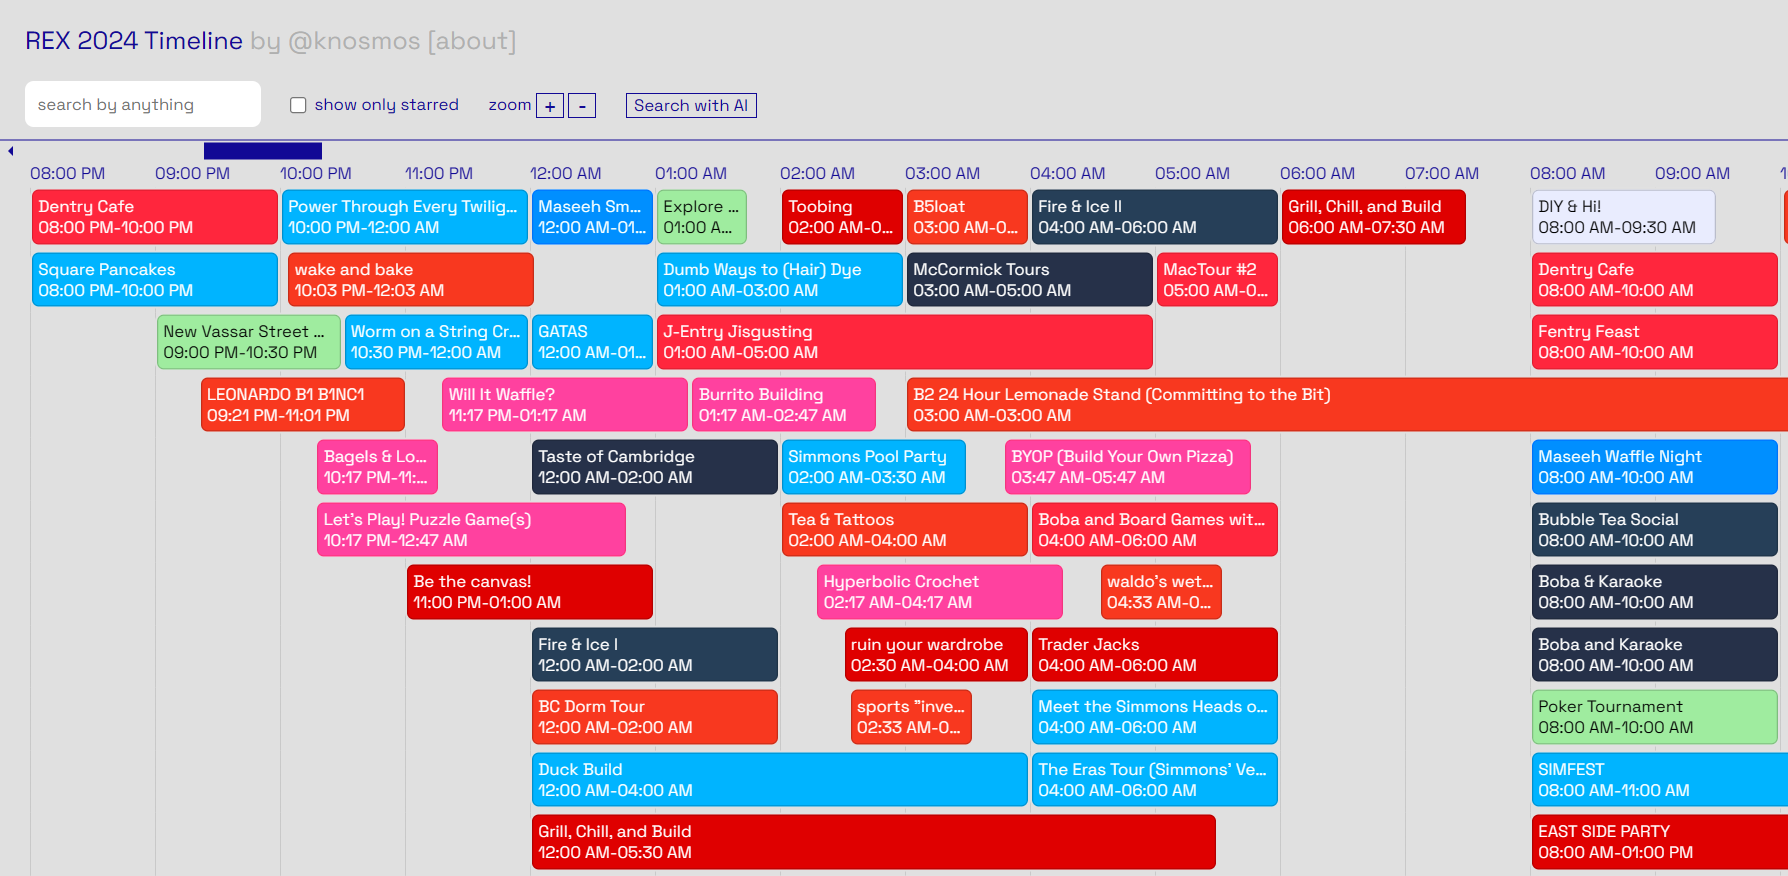 REX 2024 Timeline by @knosmos [about]
search by anything
show only starred
zoom + -
Search with AI
08:00 PM 09:00 PM 10:00 PM 11:00 PM 12:00 AM 01:00 AM 02:00 AM 03:00 AM 04:00 AM 05:00 AM 06:00 AM 07:00 AM 08:00 AM 09:00 AM 1
Dentry Cafe
08:00 PM-10:00 PM
Power Through Every Twilig...
10:00 PM-12:00 AM
Maseeh Sm...
12:00 AM-01...
Explore ...
01:00 A...
Toobing
02:00 AM-0...
B5loat
03:00 AM-0...
Fire & Ice II
04:00 AM-06:00 AM
Grill, Chill, and Build
06:00 AM-07:30 AM
DIY & Hi!
08:00 AM-09:30 AM
Square Pancakes
08:00 PM-10:00 PM
wake and bake
10:03 PM-12:03 AM
Dumb Ways to (Hair) Dye
01:00 AM-03:00 AM
McCormick Tours
03:00 AM-05:00 AM
MacTour #2
05:00 AM-0...
Dentry Cafe
08:00 AM-10:00 AM
New Vassar Street ...
09:00 PM-10:30 PM
Worm on a String Cr...
10:30 PM-12:00 AM
GATAS
12:00 AM-01...
J-Entry Jisgusting
01:00 AM-05:00 AM
Fentry Feast
08:00 AM-10:00 AM
LEONARDO B1 B1NC1
09:21 PM-11:01 PM
Will It Waffle?
11:17 PM-01:17 AM
Burrito Building
01:17 AM-02:47 AM
B2 24 Hour Lemonade Stand (Committing to the Bit)
03:00 AM-03:00 AM
Bagels & Lo...
10:17 PM-11:...
Taste of Cambridge
12:00 AM-02:00 AM
Simmons Pool Party
02:00 AM-03:30 AM
BYOP (Build Your Own Pizza)
03:47 AM-05:47 AM
Maseeh Waffle Night
08:00 AM-10:00 AM
Let's Play! Puzzle Game(s)
10:17 PM-12:47 AM
Tea & Tattoos
02:00 AM-04:00 AM
Boba and Board Games wit...
04:00 AM-06:00 AM
Bubble Tea Social
08:00 AM-10:00 AM
Be the canvas!
11:00 PM-01:00 AM
Hyperbolic Crochet
02:17 AM-04:17 AM
waldo's wet...
04:33 AM-0...
Boba & Karaoke
08:00 AM-10:00 AM
Fire & Ice I
12:00 AM-02:00 AM
ruin your wardrobe
02:30 AM-04:00 AM
Trader Jacks
04:00 AM-06:00 AM
Boba and Karaoke
08:00 AM-10:00 AM
BC Dorm Tour
12:00 AM-02:00 AM
sports "inve...
02:33 AM-0...
Meet the Simmons Heads o...
04:00 AM-06:00 AM
Poker Tournament
08:00 AM-10:00 AM
Duck Build
12:00 AM-04:00 AM
The Eras Tour (Simmons' Ve...
04:00 AM-06:00 AM
SIMFEST
08:00 AM-11:00 AM
Grill, Chill, and Build
12:00 AM-05:30 AM
EAST SIDE PARTY
08:00 AM-01:00 PM